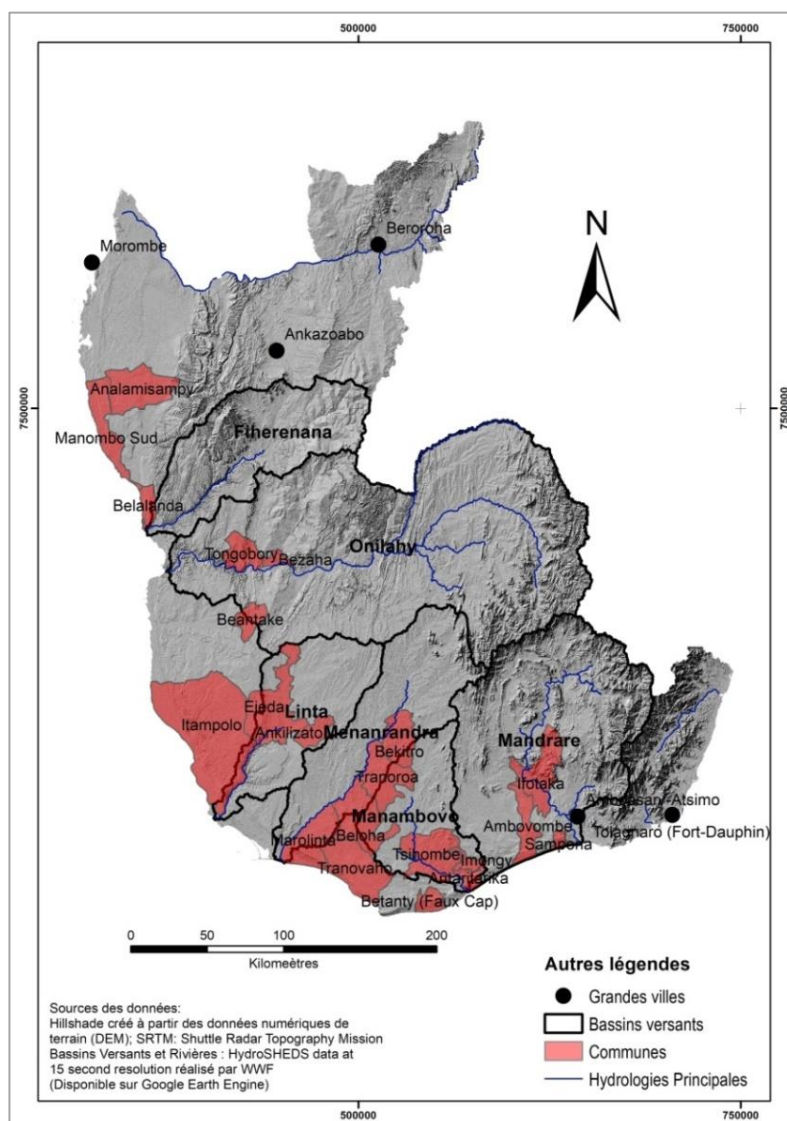 500000
750000
N
Beroroha
Morombe
Ankazoabo
Analamisampy
7500000
7500000
Fiherenana
Manombo Sud
Belalanda
Onilahy
Tongobory
Bezaha
Beantake
Ejeda
Linta
Itampolo
Ankilizato
Menanrandra
Mandrare
Bekitro
Ifotaka
Traporoa
Amboasary-Atsimo
Manambovo
Ambovombe
Tolagnaro (Fort-Dauphin)
Marolinta
Beloha
Tsihombe
Sampona
Imongy
Tranovaho
Antaritarika
Betanty (Faux Cap)
0 50 100 200
Kilomeètres
Autres légendes
Grandes villes
Bassins versants
Communes
Hydrologies Principales
Sources des données:
Hillshade créé à partir des données numériques de
terrain (DEM); SRTM: Shuttle Radar Topography Mission
Bassins Versants et Rivières : HydroSHEDS data at
15 second resolution réalisé par WWF
(Disponible sur Google Earth Engine)
500000
750000